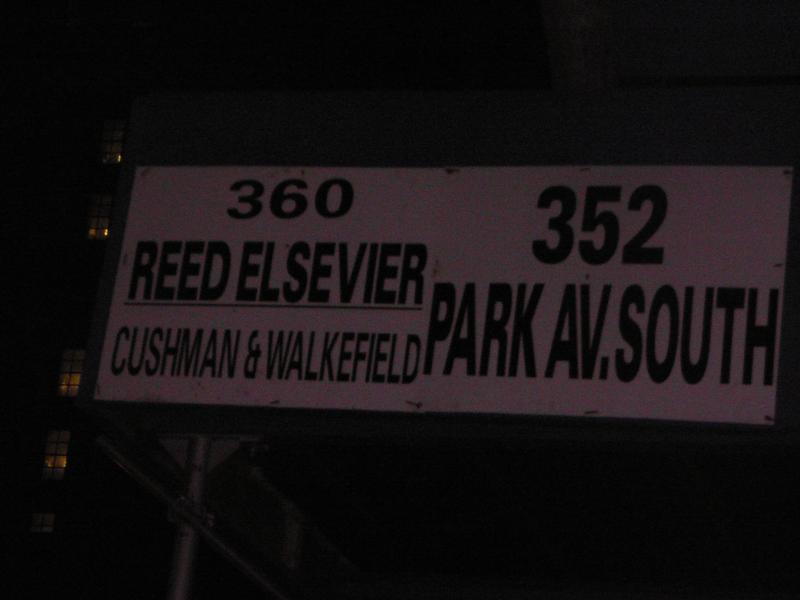 360
REED ELSEVIER
CUSHMAN & WALKEFIELD
352
PARK AV. SOUTH